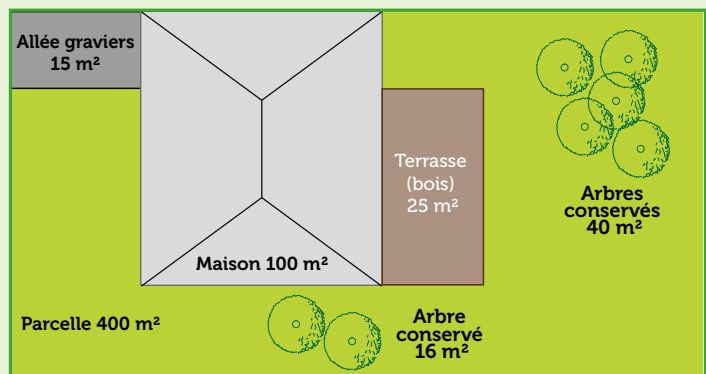 Allée graviers
15 m²
Terrasse
(bois)
25 m²
Arbres
conservés
40 m²
Maison 100 m²
Parcelle 400 m²
Arbre
conservé
16 m²